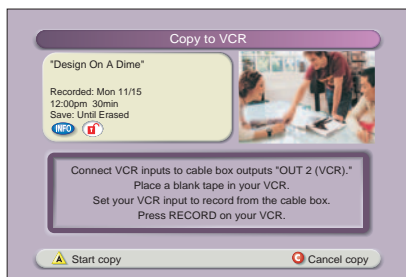 Copy to VCR
"Design On A Dime"
Recorded: Mon 11/15
12:00pm 30min
Save: Until Erased
INFO
Connect VCR inputs to cable box outputs "OUT 2 (VCR)."
Place a blank tape in your VCR.
Set your VCR input to record from the cable box.
Press RECORD on your VCR.
A Start copy
C Cancel copy